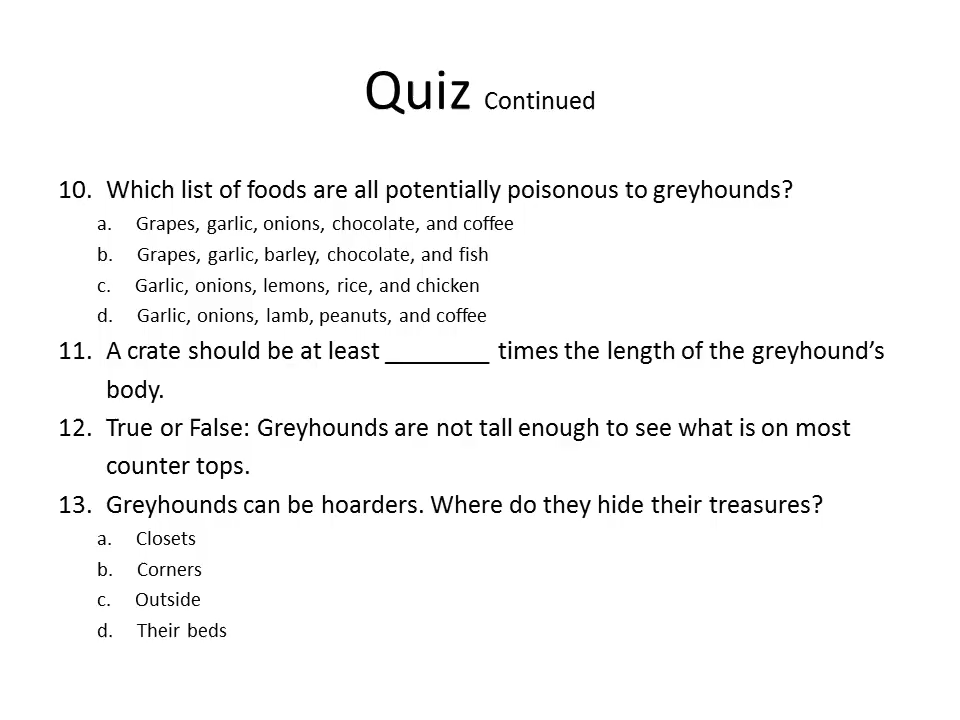 Quiz Continued
10. Which list of foods are all potentially poisonous to greyhounds?
a. Grapes, garlic, onions, chocolate, and coffee
b. Grapes, garlic, barley, chocolate, and fish
c. Garlic, onions, lemons, rice, and chicken
d. Garlic, onions, lamb, peanuts, and coffee
11. A crate should be at least ________ times the length of the greyhound’s
body.
12. True or False: Greyhounds are not tall enough to see what is on most
counter tops.
13. Greyhounds can be hoarders. Where do they hide their treasures?
a. Closets
b. Corners
c. Outside
d. Their beds